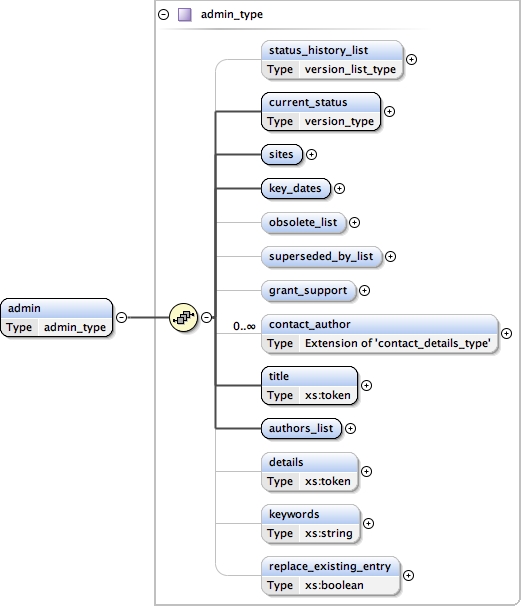 admin_type
status_history_list
Type version_list_type
current_status
Type version_type
sites
key_dates
obsolete_list
superseded_by_list
grant_support
admin
Type admin_type
0..∞
contact_author
Type Extension of 'contact_details_type'
title
Type xs:token
authors_list
details
Type xs:token
keywords
Type xs:string
replace_existing_entry
Type xs:boolean